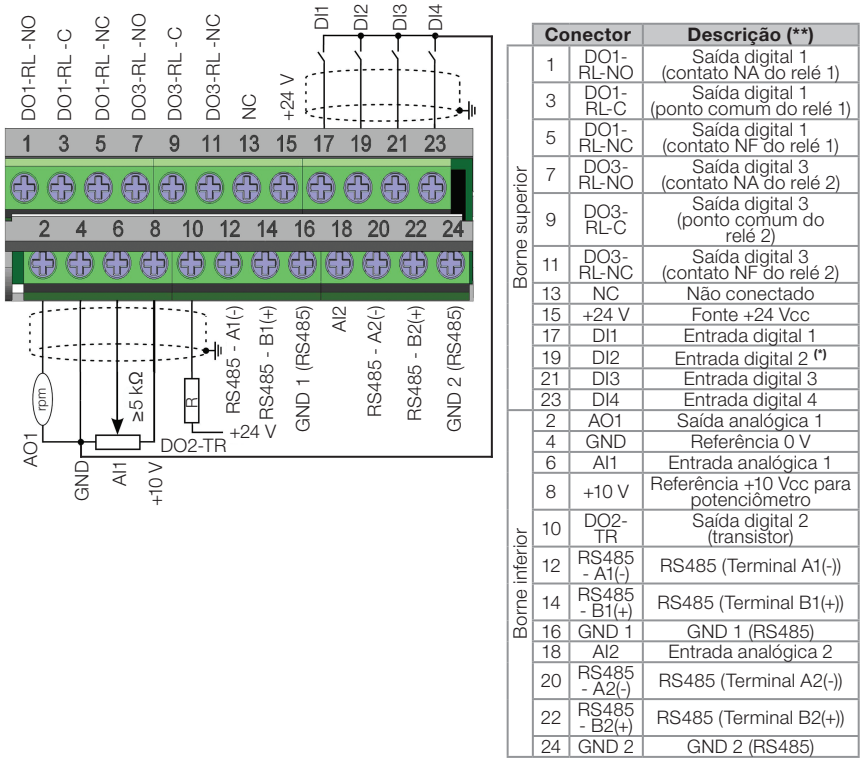 DO1-RL -NO
DO1-RL -C
DO1-RL -NC
DO3-RL -NO
DO3-RL -C
DO3-RL -NC
NC
+24 V
DI1
DI2
DI3
DI4
1 3 5 7 9 11 13 15 17 19 21 23
2 4 6 8 10 12 14 16 18 20 22 24
rpm
AO1
GND
AI1
≥5 kΩ
+10 V
R
DO2-TR
+24 V
RS485 - A1(-)
RS485 - B1(+)
GND 1 (RS485)
AI2
RS485 - A2(-)
RS485 - B2(+)
GND 2 (RS485)
Conector Descrição (**)
Borne superior
1 DO1-RL-NO Saída digital 1
(contato NA do relé 1)
3 DO1-RL-C Saída digital 1
(ponto comum do relé 1)
5 DO1-RL-NC Saída digital 1
(contato NF do relé 1)
7 DO3-RL-NO Saída digital 3
(contato NA do relé 2)
9 DO3-RL-C Saída digital 3
(ponto comum do
relé 2)
11 DO3-RL-NC Saída digital 3
(contato NF do relé 2)
13 NC Não conectado
15 +24 V Fonte +24 Vcc
17 DI1 Entrada digital 1
19 DI2 Entrada digital 2 (*)
21 DI3 Entrada digital 3
23 DI4 Entrada digital 4
Borne inferior
2 AO1 Saída analógica 1
4 GND Referência 0 V
6 AI1 Entrada analógica 1
8 +10 V Referência +10 Vcc para
potenciômetro
10 DO2-TR Saída digital 2
(transistor)
12 RS485 - A1(-) RS485 (Terminal A1(-))
14 RS485 - B1(+) RS485 (Terminal B1(+))
16 GND 1 GND 1 (RS485)
18 AI2 Entrada analógica 2
20 RS485 - A2(-) RS485 (Terminal A2(-))
22 RS485 - B2(+) RS485 (Terminal B2(+))
24 GND 2 GND 2 (RS485)